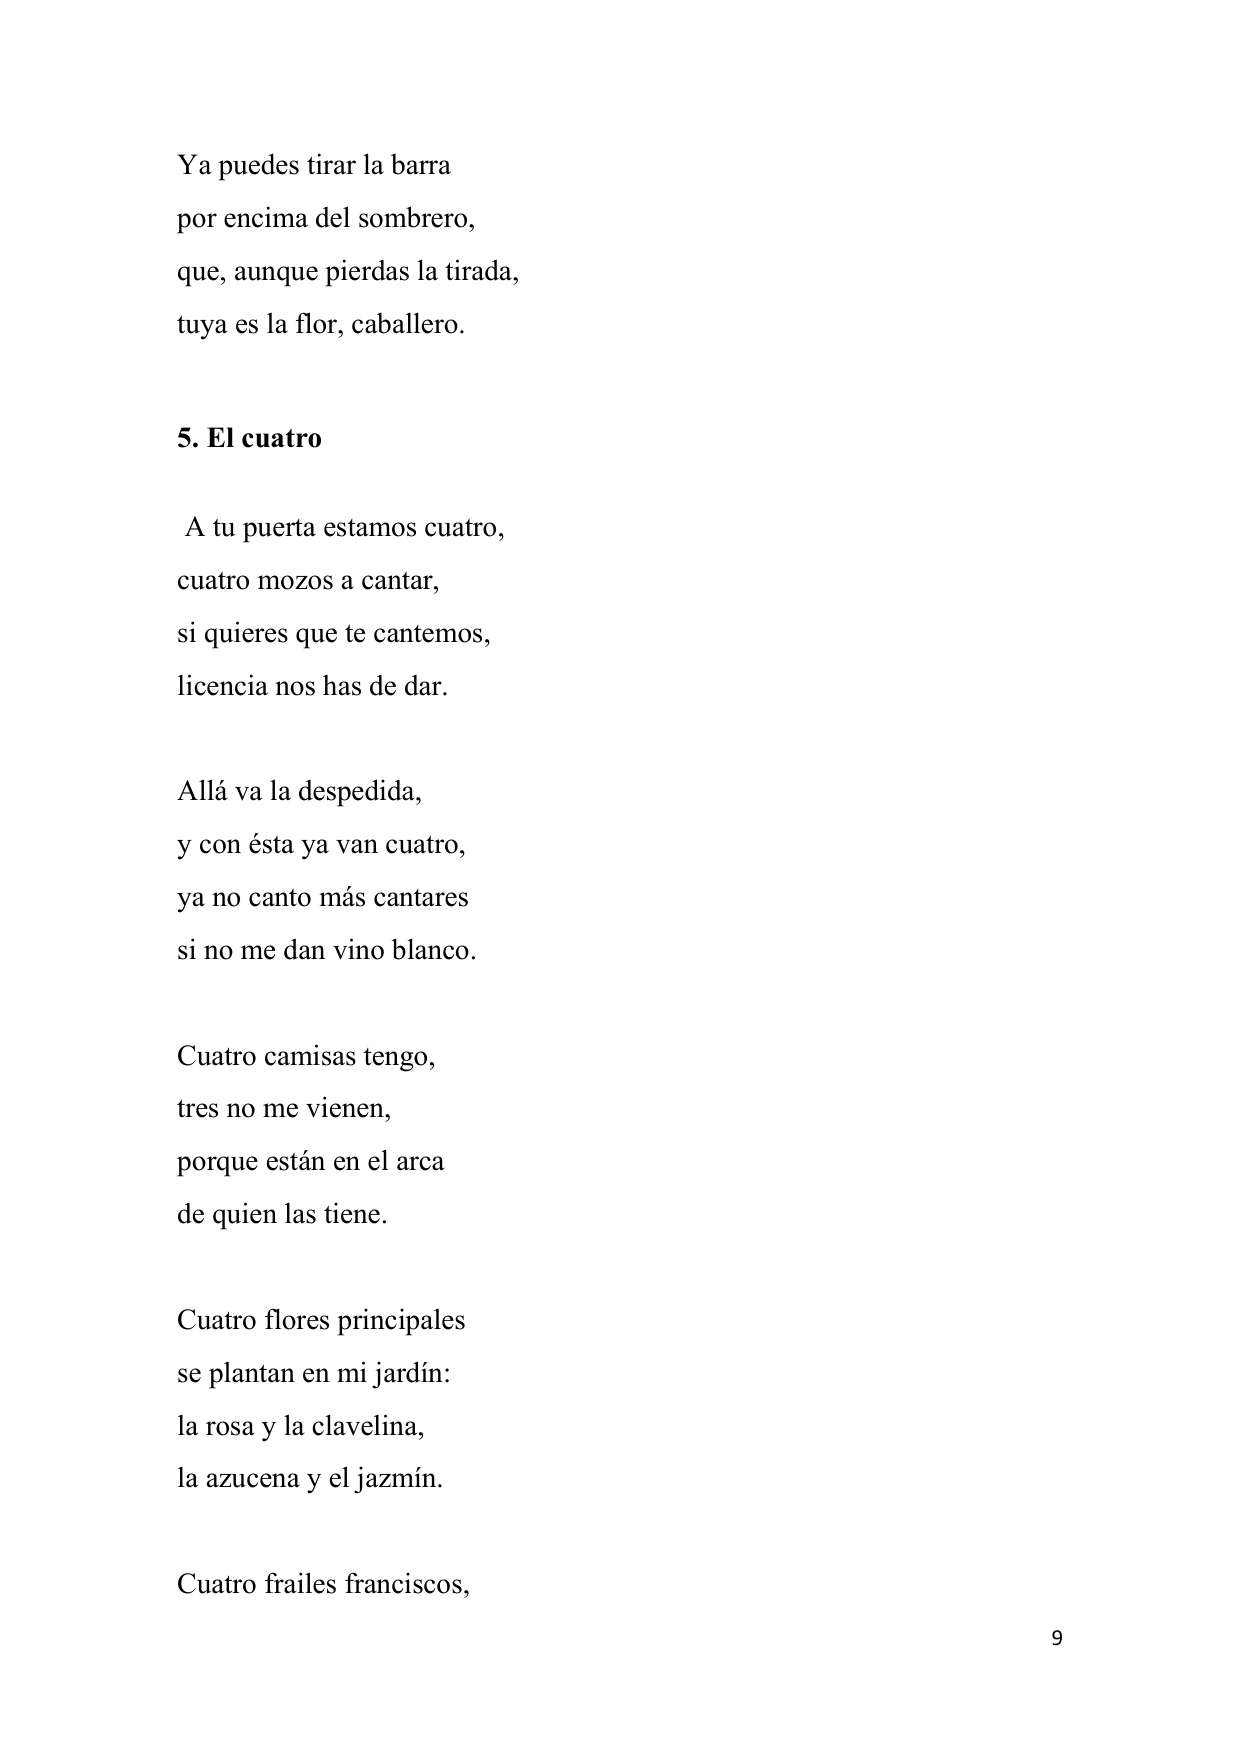 Ya puedes tirar la barra
por encima del sombrero,
que, aunque pierdas la tirada,
tuya es la flor, caballero.
5. El cuatro
A tu puerta estamos cuatro,
cuatro mozos a cantar,
si quieres que te cantemos,
licencia nos has de dar.
Allá va la despedida,
y con ésta ya van cuatro,
ya no canto más cantares
si no me dan vino blanco.
Cuatro camisas tengo,
tres no me vienen,
porque están en el arca
de quien las tiene.
Cuatro flores principales
se plantan en mi jardín:
la rosa y la clavelina,
la azucena y el jazmín.
Cuatro frailes franciscos,
9